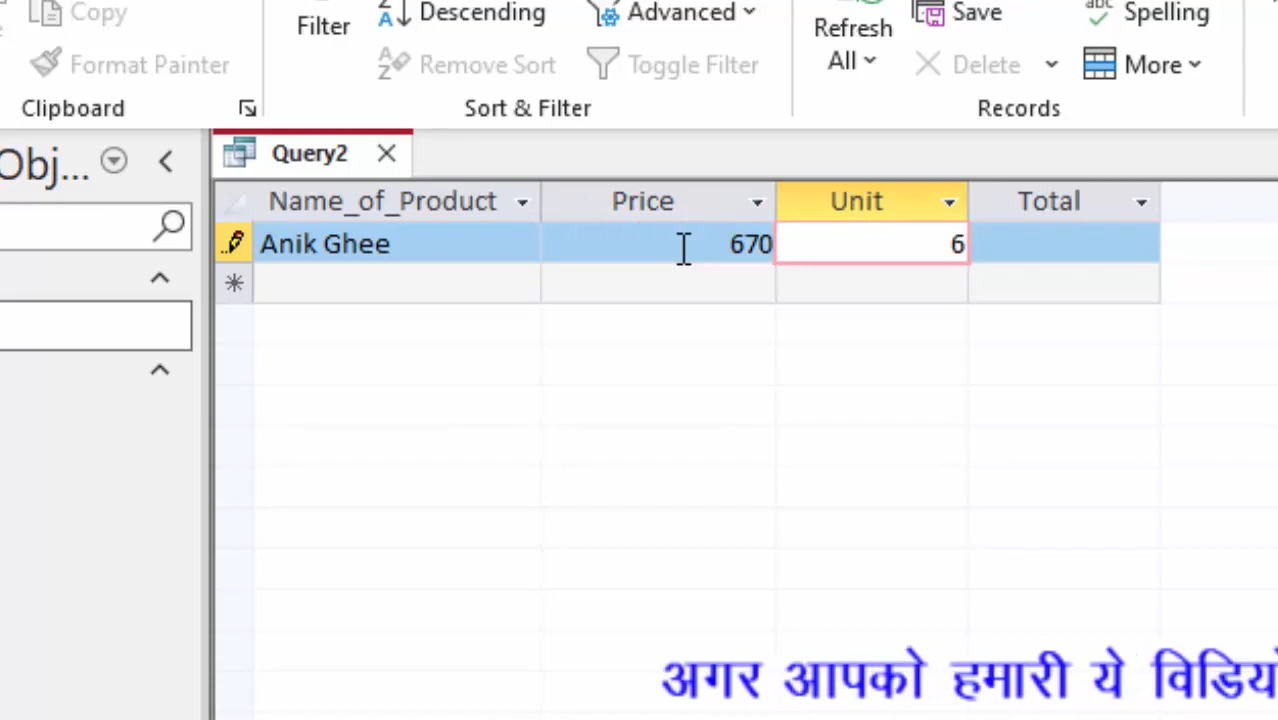 Copy
Format Painter
Clipboard
Filter
Descending
Remove Sort
Advanced
Toggle Filter
Sort & Filter
Refresh
All
Save
Delete
Spelling
More
Records
Obj...
Query2
Name_of_Product Price Unit Total
Anik Ghee 670 6
अगर आपको हमारी ये